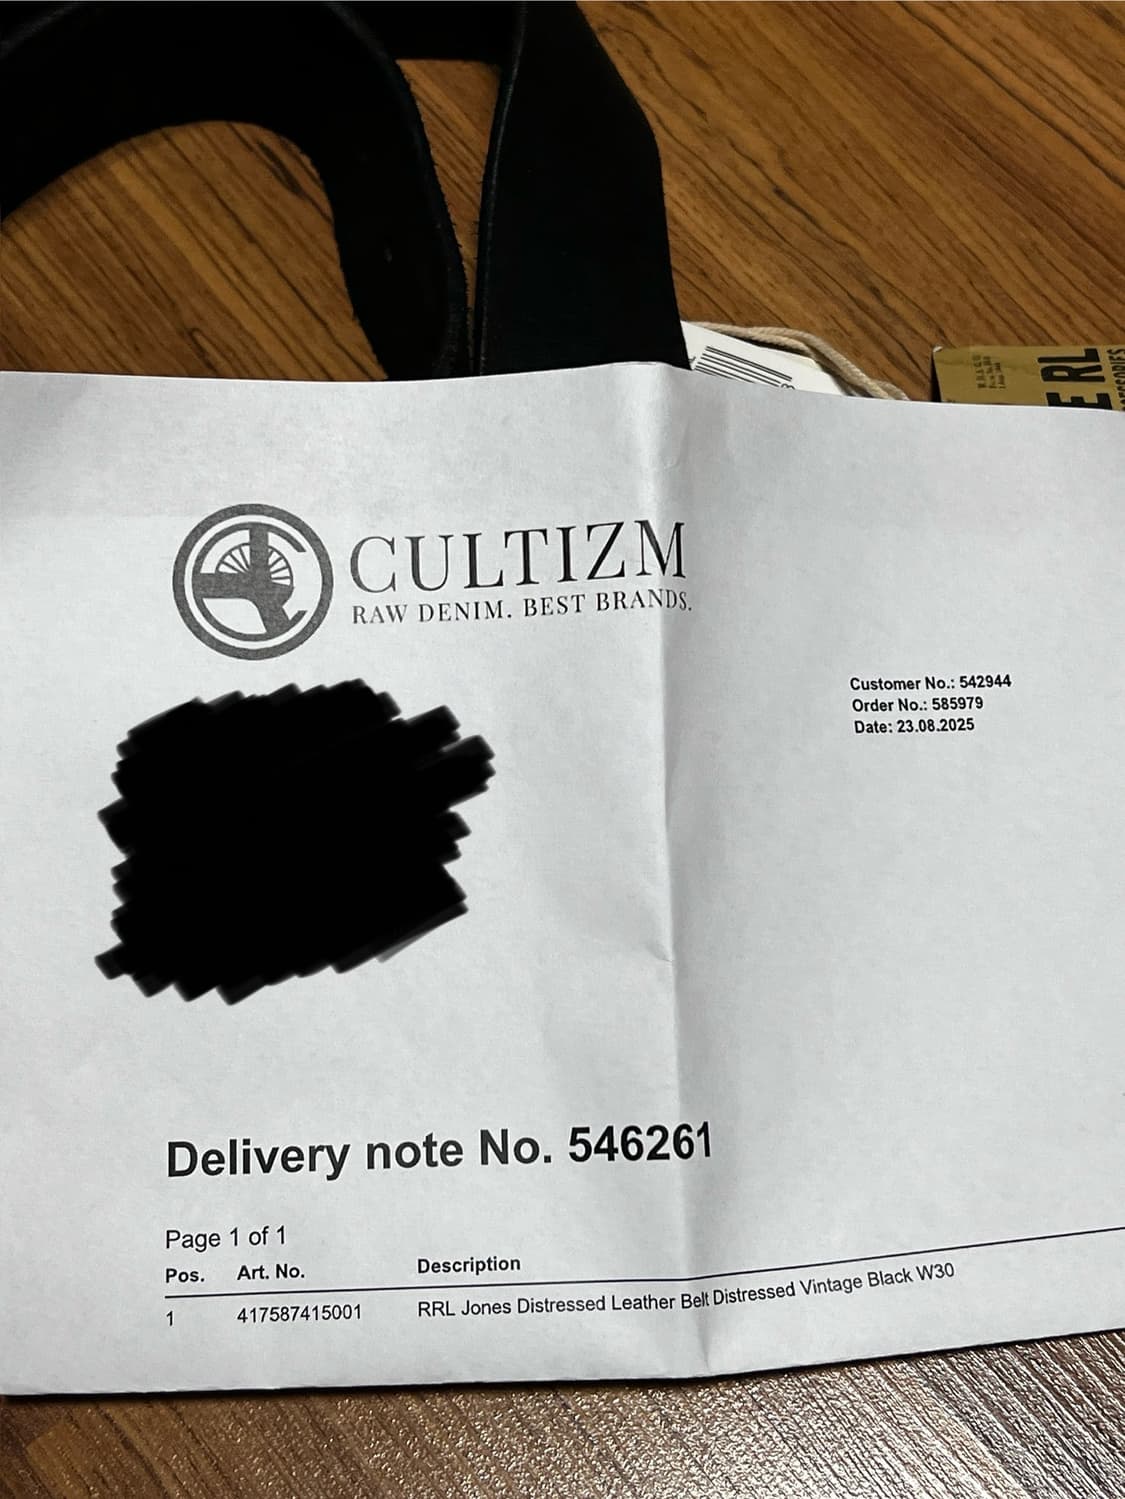 E RL
CULTIZM
RAW DENIM. BEST BRANDS.
Customer No.: 542944
Order No.: 585979
Date: 23.08.2025
Delivery note No. 546261
Page 1 of 1
Pos. Art. No. Description
1 417587415001 RRL Jones Distressed Leather Belt Distressed Vintage Black W30